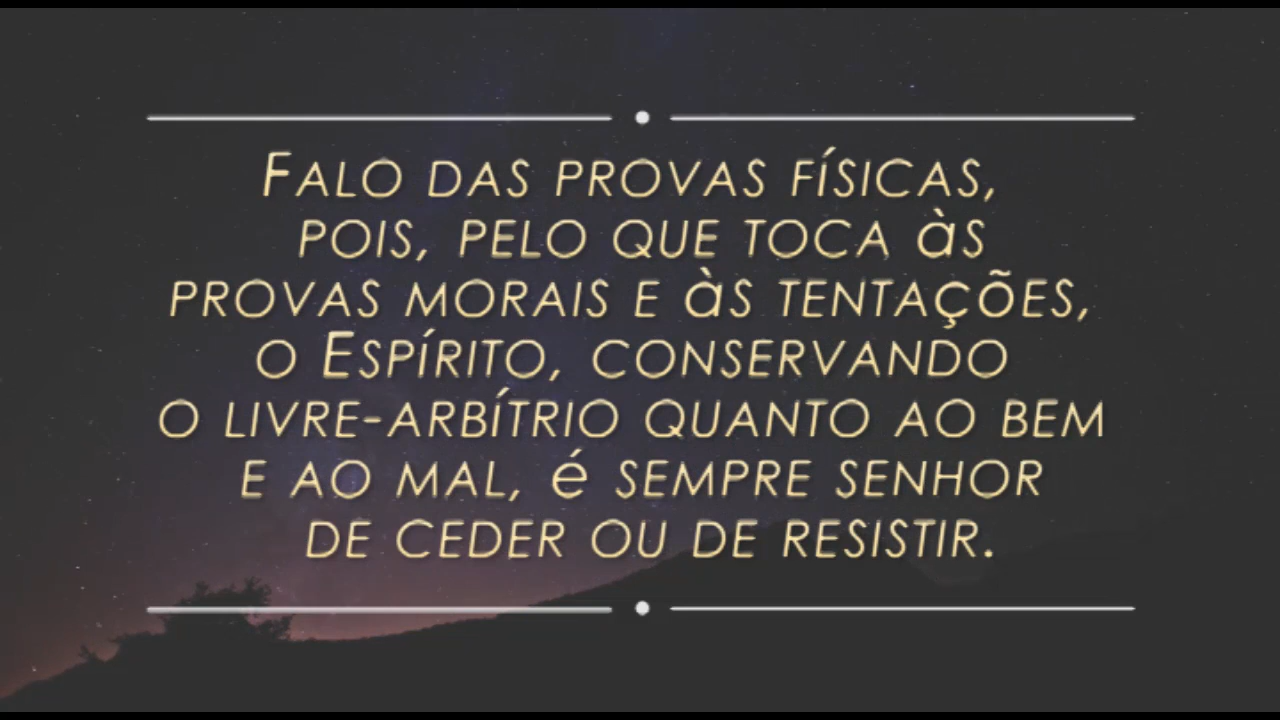 Falo das provas físicas,
pois, pelo que toca às
provas morais e às tentações,
o Espírito, conservando
o livre-arbítrio quanto ao bem
e ao mal, é sempre senhor
de ceder ou de resistir.